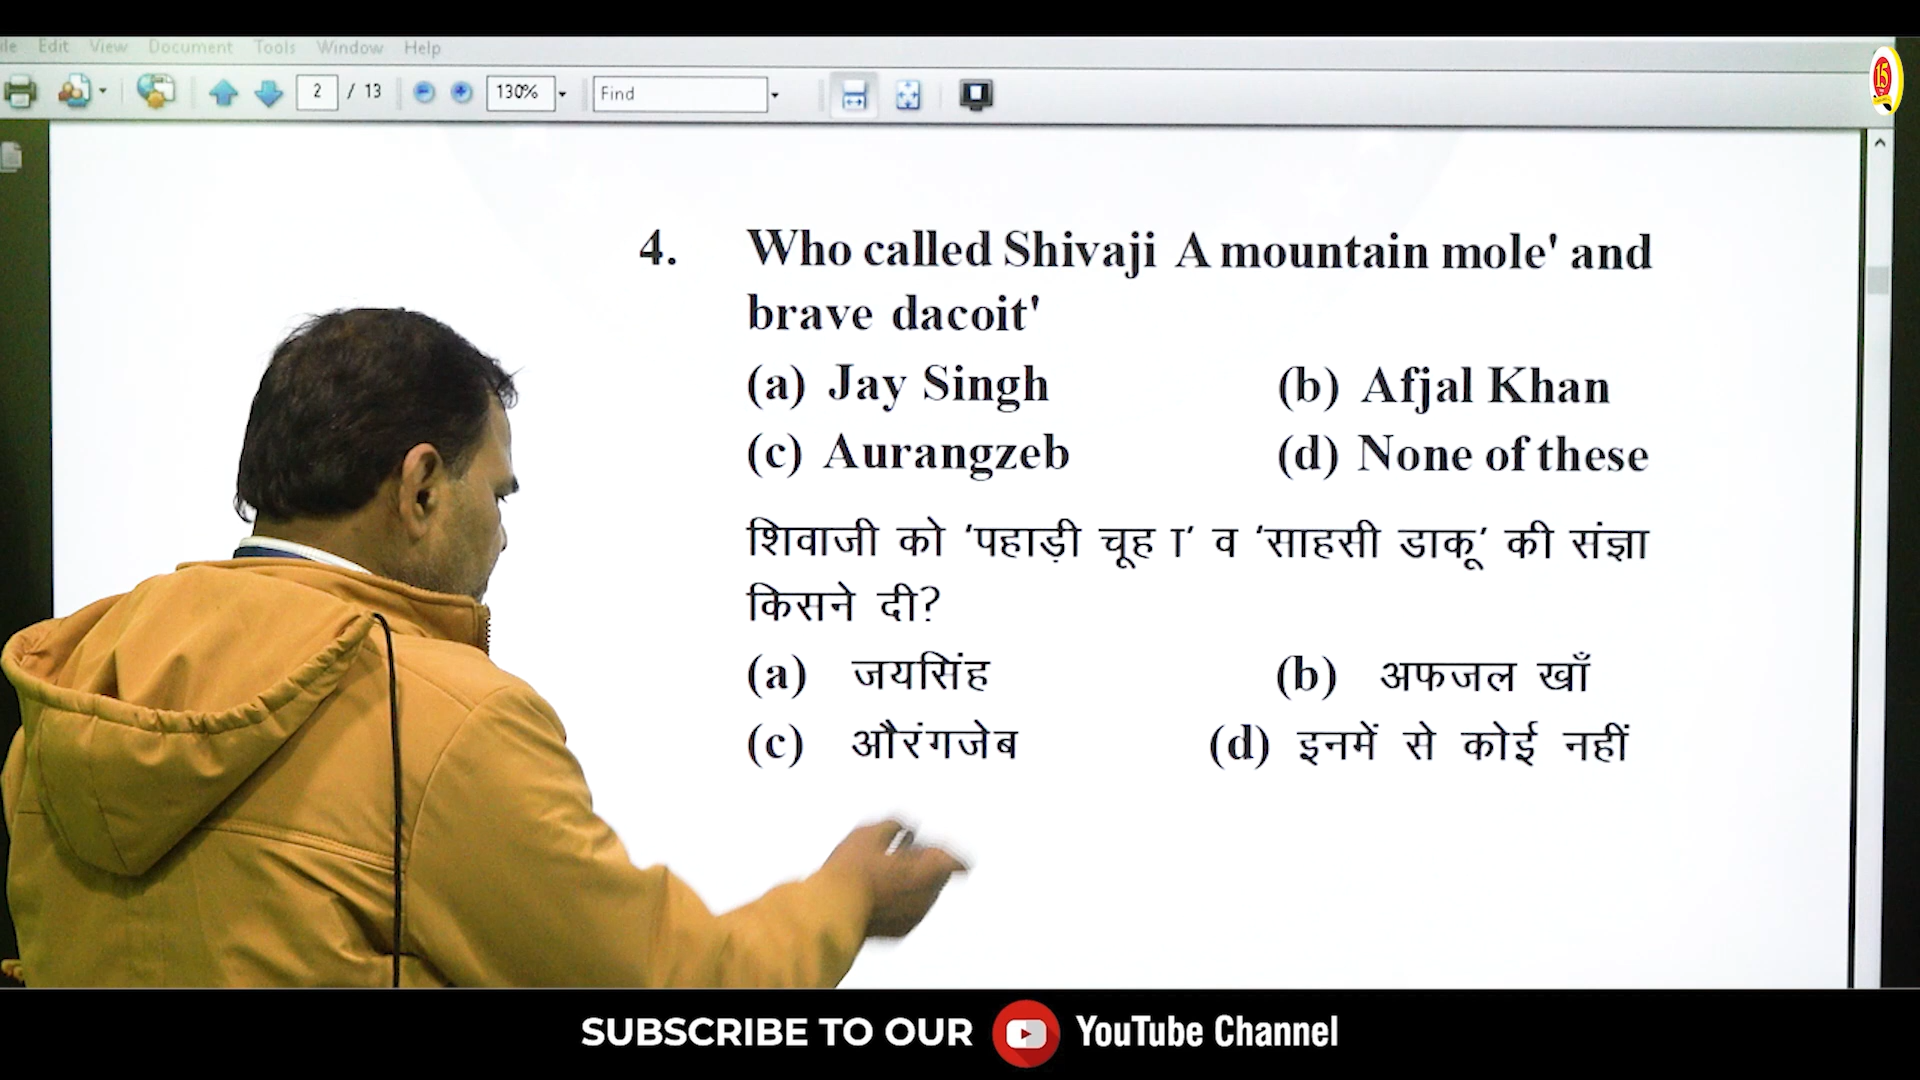 ile Edit View Document Tools Window Help
2 / 13 130% Find
15
4. Who called Shivaji A mountain mole' and
brave dacoit'
(a) Jay Singh (b) Afjal Khan
(c) Aurangzeb (d) None of these
शिवाजी को 'पहाड़ी चूह ा' व 'साहसी डाकू' की संज्ञा
किसने दी?
(a) जयसिंह (b) अफजल खाँ
(c) औरंगजेब (d) इनमें से कोई नहीं
SUBSCRIBE TO OUR YouTube Channel